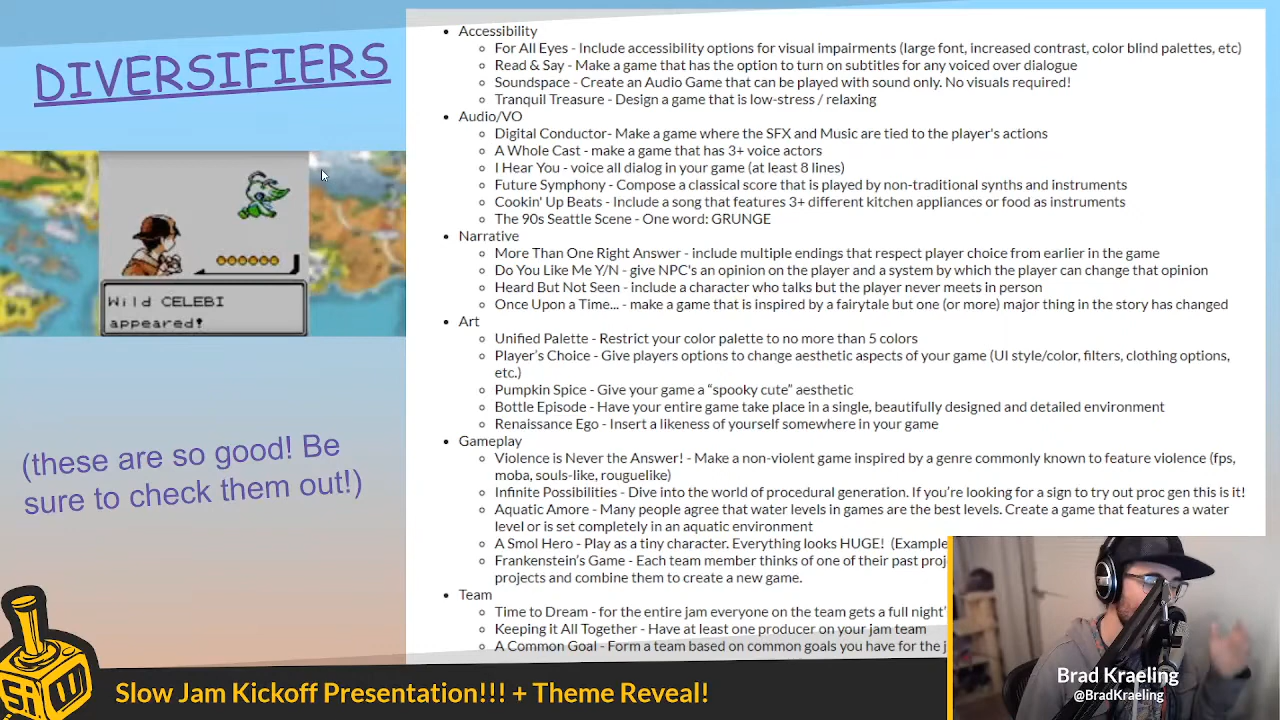 DIVERSIFIERS
Wild CELEBI
appeared!
(these are so good! Be
sure to check them out!)
• Accessibility
○ For All Eyes - Include accessibility options for visual impairments (large font, increased contrast, color blind palettes, etc)
○ Read & Say - Make a game that has the option to turn on subtitles for any voiced over dialogue
○ Soundspace - Create an Audio Game that can be played with sound only. No visuals required!
○ Tranquil Treasure - Design a game that is low-stress / relaxing
• Audio/VO
○ Digital Conductor- Make a game where the SFX and Music are tied to the player's actions
○ A Whole Cast - make a game that has 3+ voice actors
○ I Hear You - voice all dialog in your game (at least 8 lines)
○ Future Symphony - Compose a classical score that is played by non-traditional synths and instruments
○ Cookin' Up Beats - Include a song that features 3+ different kitchen appliances or food as instruments
○ The 90s Seattle Scene - One word: GRUNGE
• Narrative
○ More Than One Right Answer - include multiple endings that respect player choice from earlier in the game
○ Do You Like Me Y/N - give NPC's an opinion on the player and a system by which the player can change that opinion
○ Heard But Not Seen - include a character who talks but the player never meets in person
○ Once Upon a Time... - make a game that is inspired by a fairytale but one (or more) major thing in the story has changed
• Art
○ Unified Palette - Restrict your color palette to no more than 5 colors
○ Player's Choice - Give players options to change aesthetic aspects of your game (UI style/color, filters, clothing options,
etc.)
○ Pumpkin Spice - Give your game a “spooky cute” aesthetic
○ Bottle Episode - Have your entire game take place in a single, beautifully designed and detailed environment
○ Renaissance Ego - Insert a likeness of yourself somewhere in your game
• Gameplay
○ Violence is Never the Answer! - Make a non-violent game inspired by a genre commonly known to feature violence (fps,
moba, souls-like, rouguelike)
○ Infinite Possibilities - Dive into the world of procedural generation. If you're looking for a sign to try out proc gen this is it!
○ Aquatic Amore - Many people agree that water levels in games are the best levels. Create a game that features a water
level or is set completely in an aquatic environment
○ A Smol Hero - Play as a tiny character. Everything looks HUGE! (Example
○ Frankenstein's Game - Each team member thinks of one of their past proj
projects and combine them to create a new game.
• Team
○ Time to Dream - for the entire jam everyone on the team gets a full night'
○ Keeping it All Together - Have at least one producer on your jam team
○ A Common Goal - Form a team based on common goals you have for the j
Brad Kraeling
@BradKraeling
Slow Jam Kickoff Presentation!!! + Theme Reveal!